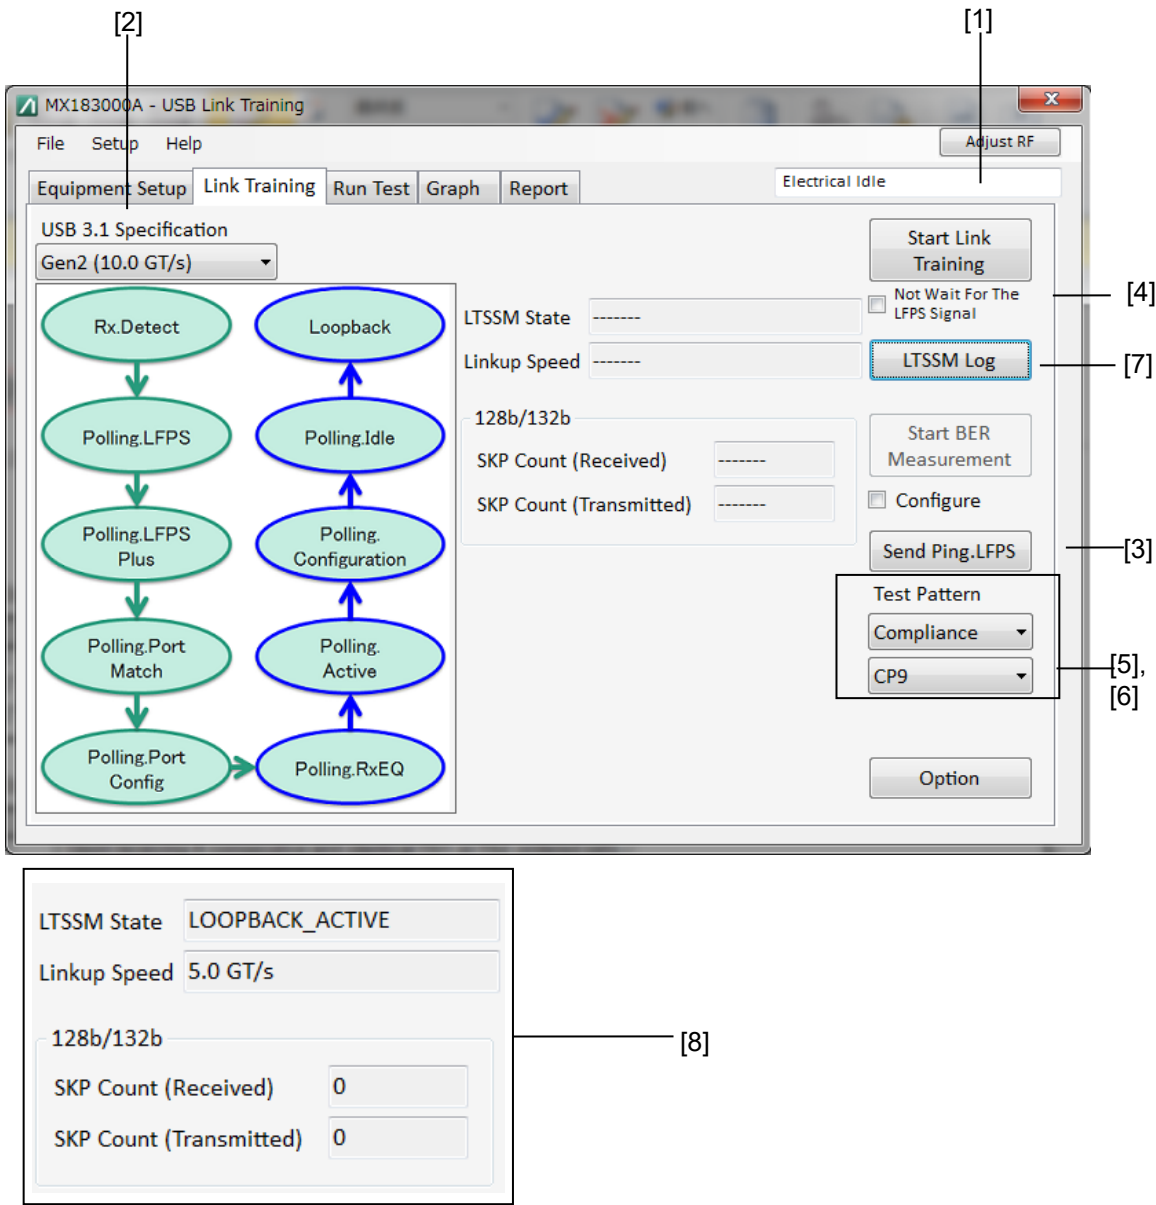 [2]
[1]
MX183000A - USB Link Training
x
File Setup Help
Adjust RF
Equipment Setup Link Training Run Test Graph Report
Electrical Idle
USB 3.1 Specification
Gen2 (10.0 GT/s)
Rx.Detect
Polling.LFPS
Polling.LFPS
Plus
Polling.Port
Match
Polling.Port
Config
Loopback
Polling.Idle
Polling.
Configuration
Polling.
Active
Polling.RxEQ
LTSSM State -------
Linkup Speed -------
128b/132b
SKP Count (Received) -------
SKP Count (Transmitted) -------
Start Link
Training
Not Wait For The
LFPS Signal
[4]
LTSSM Log
[7]
Start BER
Measurement
Configure
Send Ping.LFPS
[3]
Test Pattern
Compliance
CP9
[5],
[6]
Option
LTSSM State LOOPBACK_ACTIVE
Linkup Speed 5.0 GT/s
128b/132b
SKP Count (Received) 0
SKP Count (Transmitted) 0
[8]